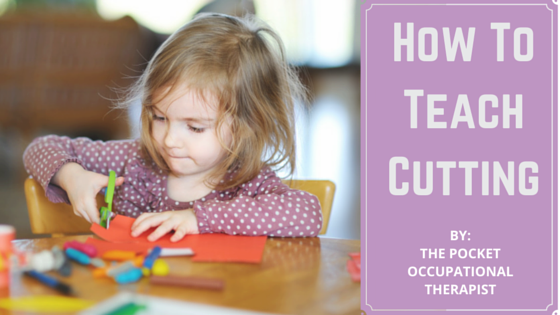 How To
Teach
Cutting
BY:
THE POCKET
OCCUPATIONAL
THERAPIST